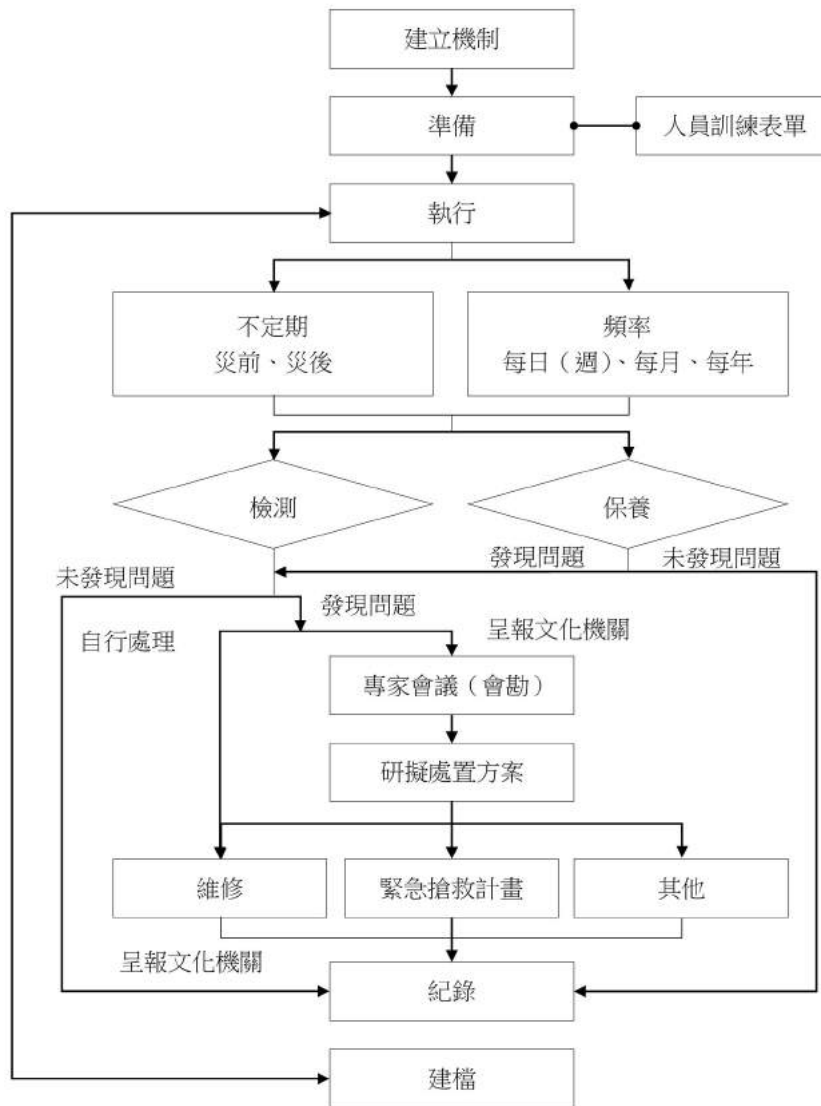 建立機制
準備
人員訓練表單
執行
不定期
災前、災後
頻率
每日（週）、每月、每年
檢測
保養
發現問題
未發現問題
未發現問題
發現問題
自行處理
呈報文化機關
專家會議（會勘）
研擬處置方案
維修
緊急搶救計畫
其他
呈報文化機關
紀錄
建檔